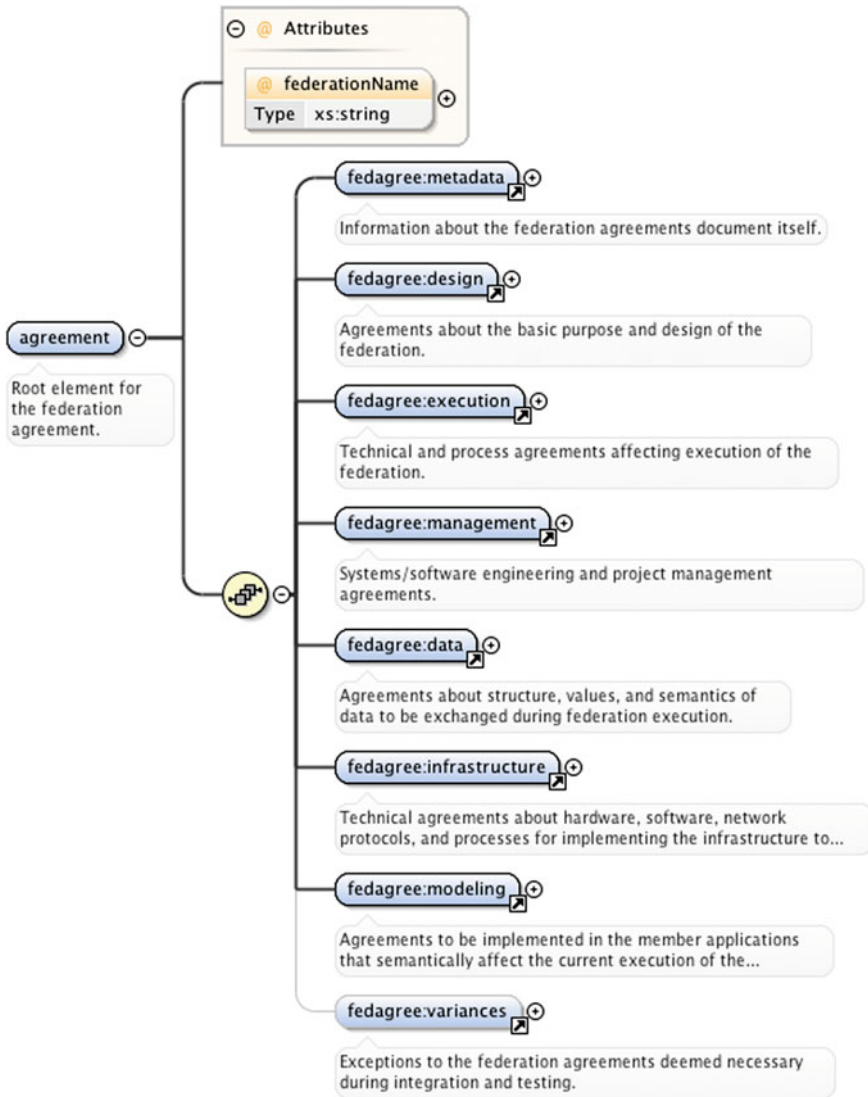 @ Attributes
@ federationName
Type xs:string
fedagree:metadata
Information about the federation agreements document itself.
fedagree:design
Agreements about the basic purpose and design of the
federation.
agreement
Root element for
the federation
agreement.
fedagree:execution
Technical and process agreements affecting execution of the
federation.
fedagree:management
Systems/software engineering and project management
agreements.
fedagree:data
Agreements about structure, values, and semantics of
data to be exchanged during federation execution.
fedagree:infrastructure
Technical agreements about hardware, software, network
protocols, and processes for implementing the infrastructure to...
fedagree:modeling
Agreements to be implemented in the member applications
that semantically affect the current execution of the...
fedagree:variances
Exceptions to the federation agreements deemed necessary
during integration and testing.